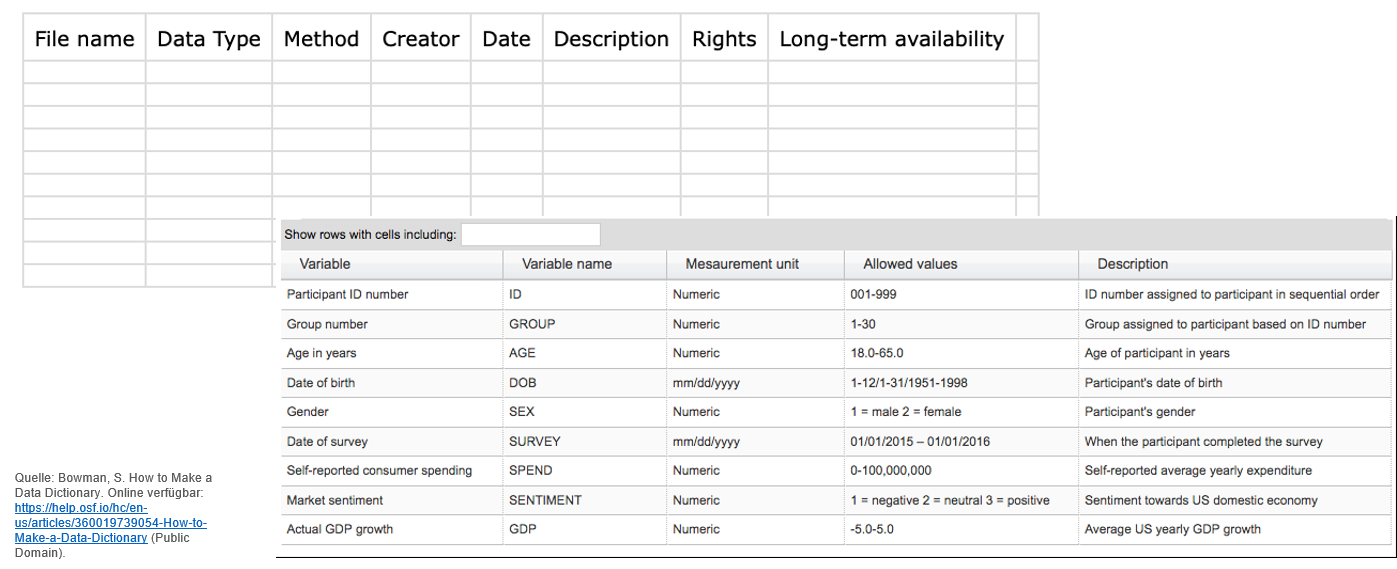 File name Data Type Method Creator Date Description Rights Long-term availability
Show rows with cells including:
Variable Variable name Mesaurement unit Allowed values Description
Participant ID number ID Numeric 001-999 ID number assigned to participant in sequential order
Group number GROUP Numeric 1-30 Group assigned to participant based on ID number
Age in years AGE Numeric 18.0-65.0 Age of participant in years
Date of birth DOB mm/dd/yyyy 1-12/1-31/1951-1998 Participant's date of birth
Gender SEX Numeric 1 = male 2 = female Participant's gender
Date of survey SURVEY mm/dd/yyyy 01/01/2015 – 01/01/2016 When the participant completed the survey
Self-reported consumer spending SPEND Numeric 0-100,000,000 Self-reported average yearly expenditure
Market sentiment SENTIMENT Numeric 1 = negative 2 = neutral 3 = positive Sentiment towards US domestic economy
Actual GDP growth GDP Numeric -5.0-5.0 Average US yearly GDP growth
Quelle: Bowman, S. How to Make a
Data Dictionary. Online verfügbar:
https://help.osf.io/hc/en-
us/articles/360019739054-How-to-
Make-a-Data-Dictionary (Public
Domain).